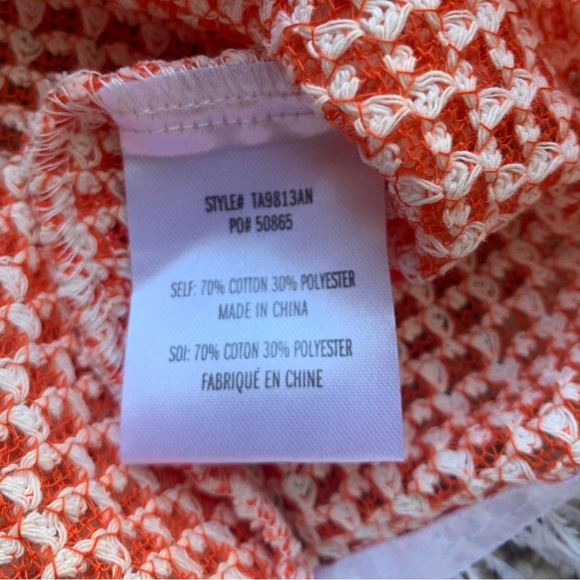 STYLE# TA9813AN
PO# 50865
SELF: 70% COTTON 30% POLYESTER
MADE IN CHINA
SOI: 70% COTON 30% POLYESTER
FABRIQUÉ EN CHINE